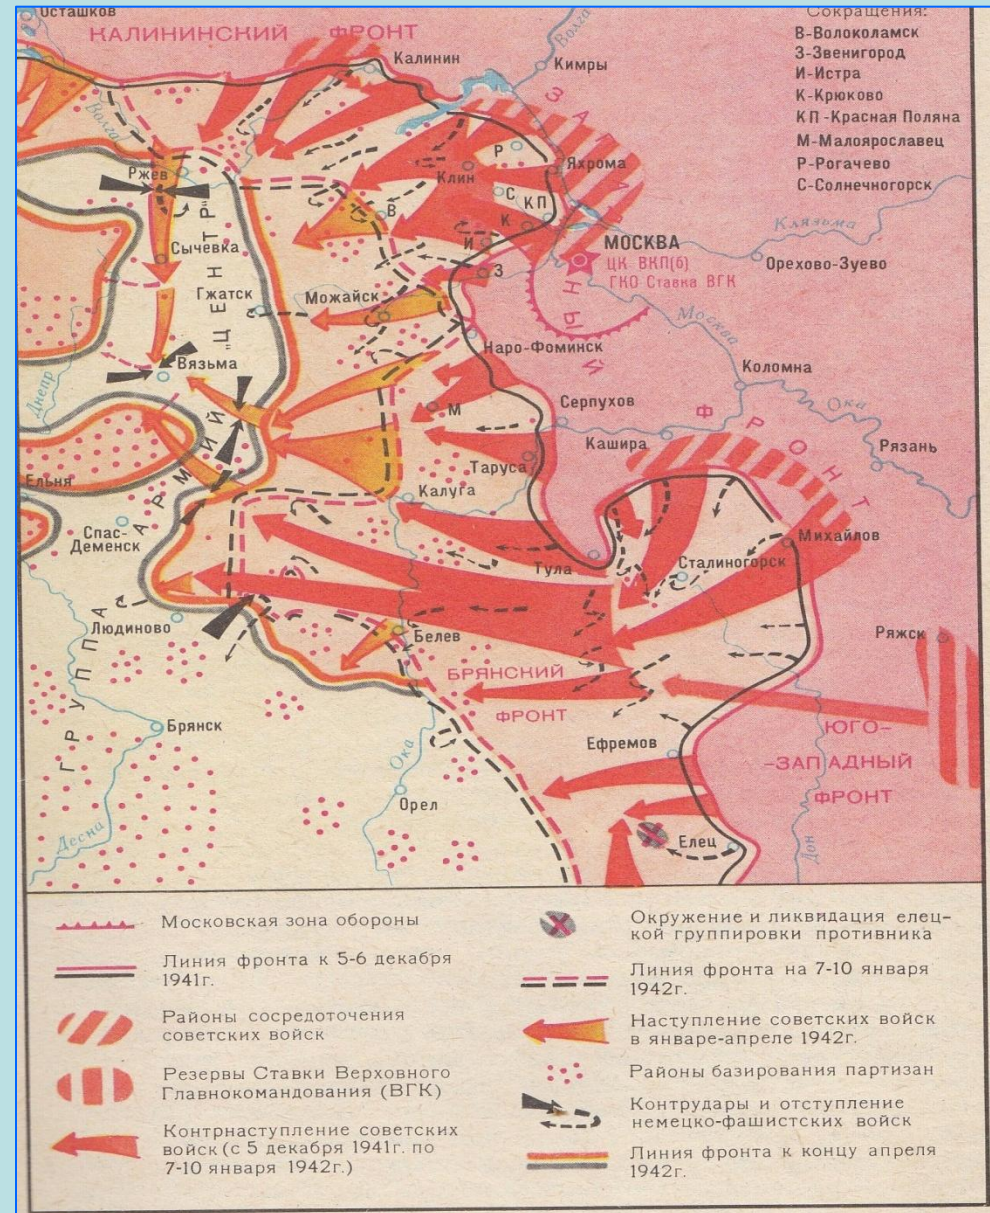 Осташков
КАЛИНИНСКИЙ ФРОНТ
Калинин
Волга
Кимры
Сокращения:
В-Волоколамск
З-Звенигород
И-Истра
К-Крюково
КП-Красная Поляна
М-Малоярославец
Р-Рогачево
С-Солнечногорск
Волга
Ржев
Клин
Р
Яхрома
С
КП
В
К
И
З
Клязьма
МОСКВА
ЦК ВКП(б)
ГКО Ставка ВГК
Орехово-Зуево
Сычевка
Гжатск
Можайск
Москва
Наро-Фоминск
ЗАПАДНЫЙ ФРОНТ
Вязьма
Днепр
Коломна
М
Серпухов
Ока
Кашира
Рязань
Таруса
Ельня
Калуга
Спас-
Деменск
ГРУППА АРМИЙ "ЦЕНТР"
Михайлов
Тула
Сталиногорск
Людиново
Белев
Ряжск
БРЯНСКИЙ
ФРОНТ
ЮГО-
-ЗАПАДНЫЙ
ФРОНТ
Брянск
Ефремов
Ока
Орел
Десна
Елец
Дон
Московская зона обороны
Линия фронта к 5-6 декабря
1941г.
Районы сосредоточения
советских войск
Резервы Ставки Верховного
Главнокомандования (ВГК)
Контрнаступление советских
войск (с 5 декабря 1941г. по
7-10 января 1942г.)
Окружение и ликвидация елец-
кой группировки противника
Линия фронта на 7-10 января
1942г.
Наступление советских войск
в январе-апреле 1942г.
Районы базирования партизан
Контрудары и отступление
немецко-фашистских войск
Линия фронта к концу апреля
1942г.